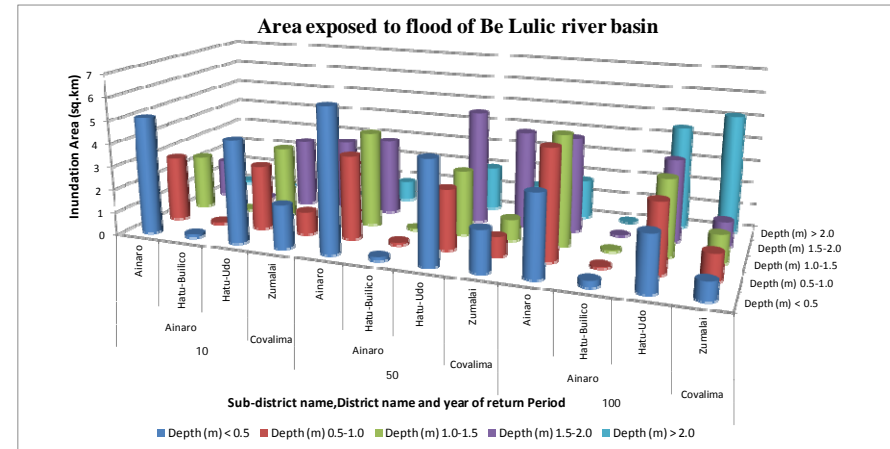 Area exposed to flood of Be Lulic river basin
Inundation Area (sq.km)
7
6
5
4
3
2
1
0
Depth (m) > 2.0
Depth (m) 1.5-2.0
Depth (m) 1.0-1.5
Depth (m) 0.5-1.0
Depth (m) < 0.5
Ainaro
Hatu-Builico
Hatu-Udo
Zumalai
Ainaro
Hatu-Builico
Hatu-Udo
Zumalai
Ainaro
Hatu-Builico
Hatu-Udo
Zumalai
Ainaro
Covalima
Ainaro
Covalima
Ainaro
Covalima
10
50
100
Sub-district name,District name and year of return Period
Depth (m) < 0.5
Depth (m) 0.5-1.0
Depth (m) 1.0-1.5
Depth (m) 1.5-2.0
Depth (m) > 2.0